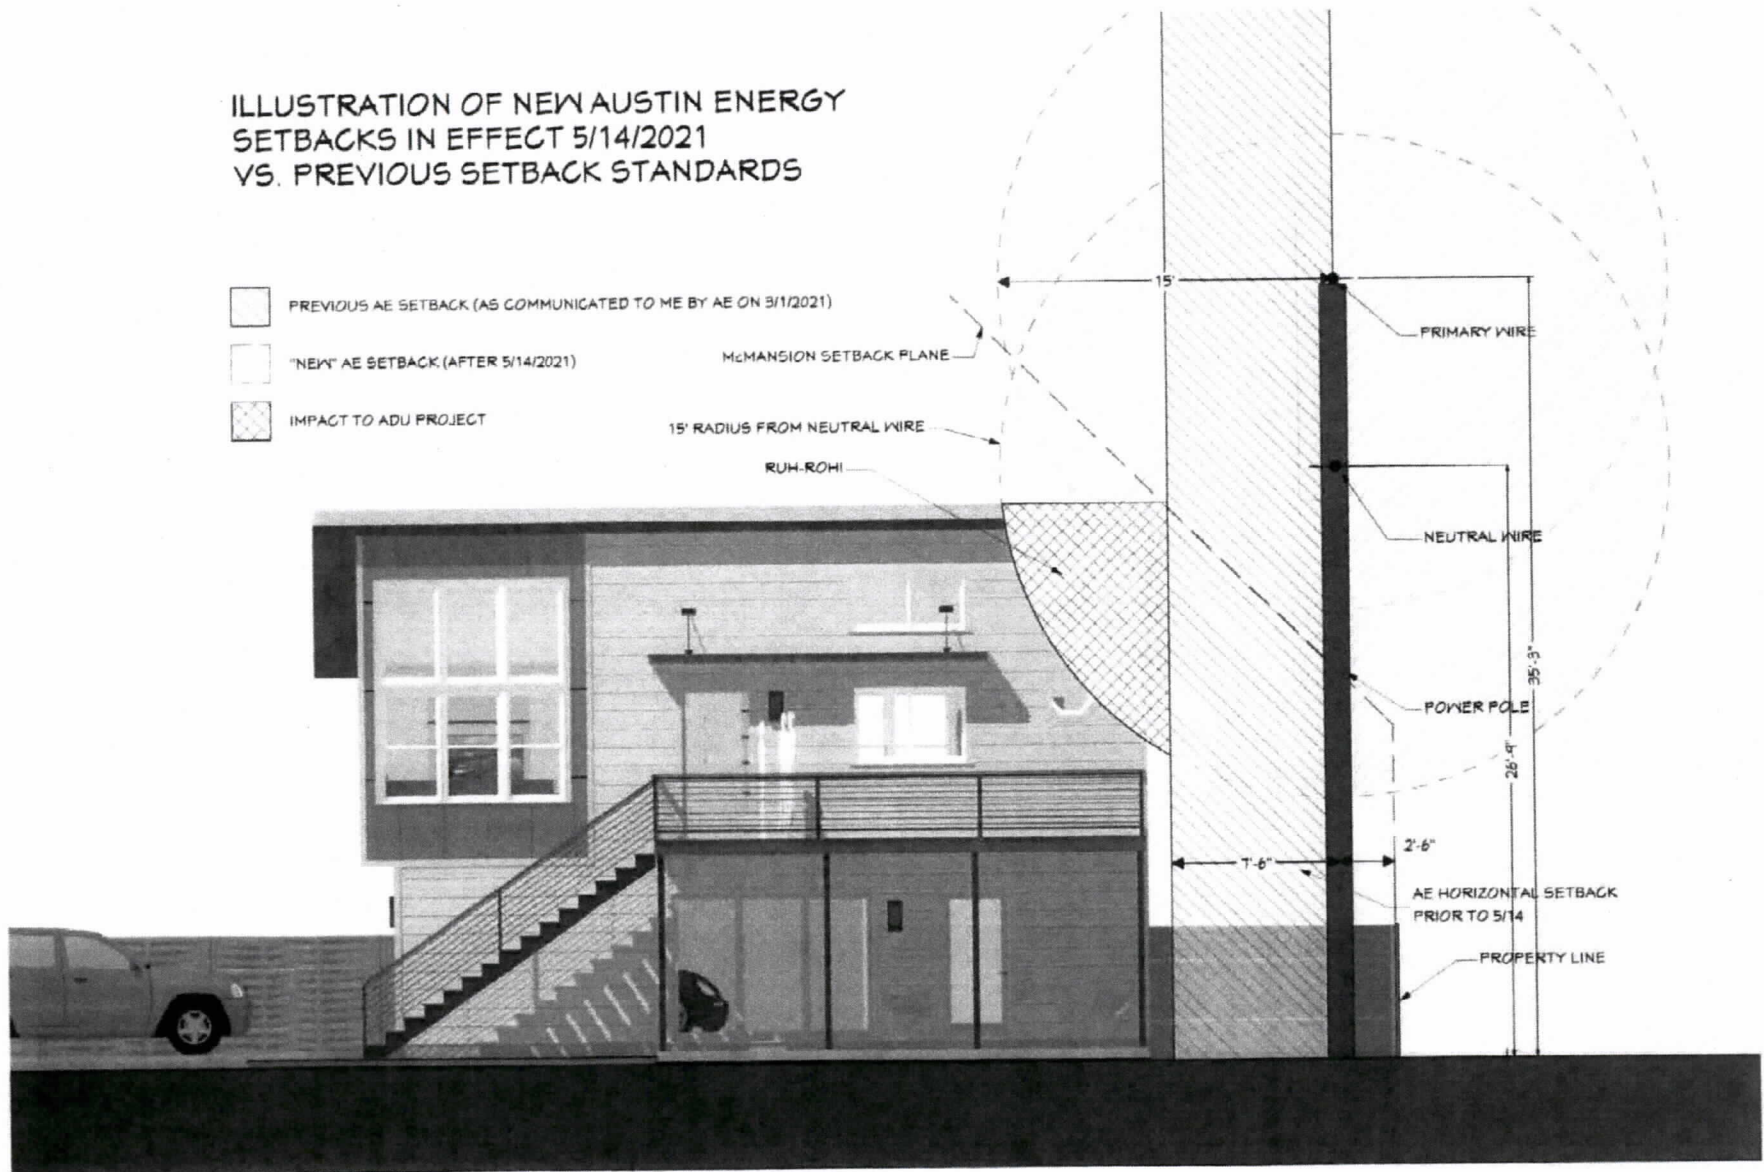 ILLUSTRATION OF NEW AUSTIN ENERGY
SETBACKS IN EFFECT 5/14/2021
VS. PREVIOUS SETBACK STANDARDS
PREVIOUS AE SETBACK (AS COMMUNICATED TO ME BY AE ON 3/1/2021)
"NEW" AE SETBACK (AFTER 5/14/2021)
IMPACT TO ADU PROJECT
15'
McMANSION SETBACK PLANE
15' RADIUS FROM NEUTRAL WIRE
RUH-ROH!
PRIMARY WIRE
NEUTRAL WIRE
35'-3"
POWER POLE
26'-9"
7'-6"
2'-6"
AE HORIZONTAL SETBACK
PRIOR TO 5/14
PROPERTY LINE